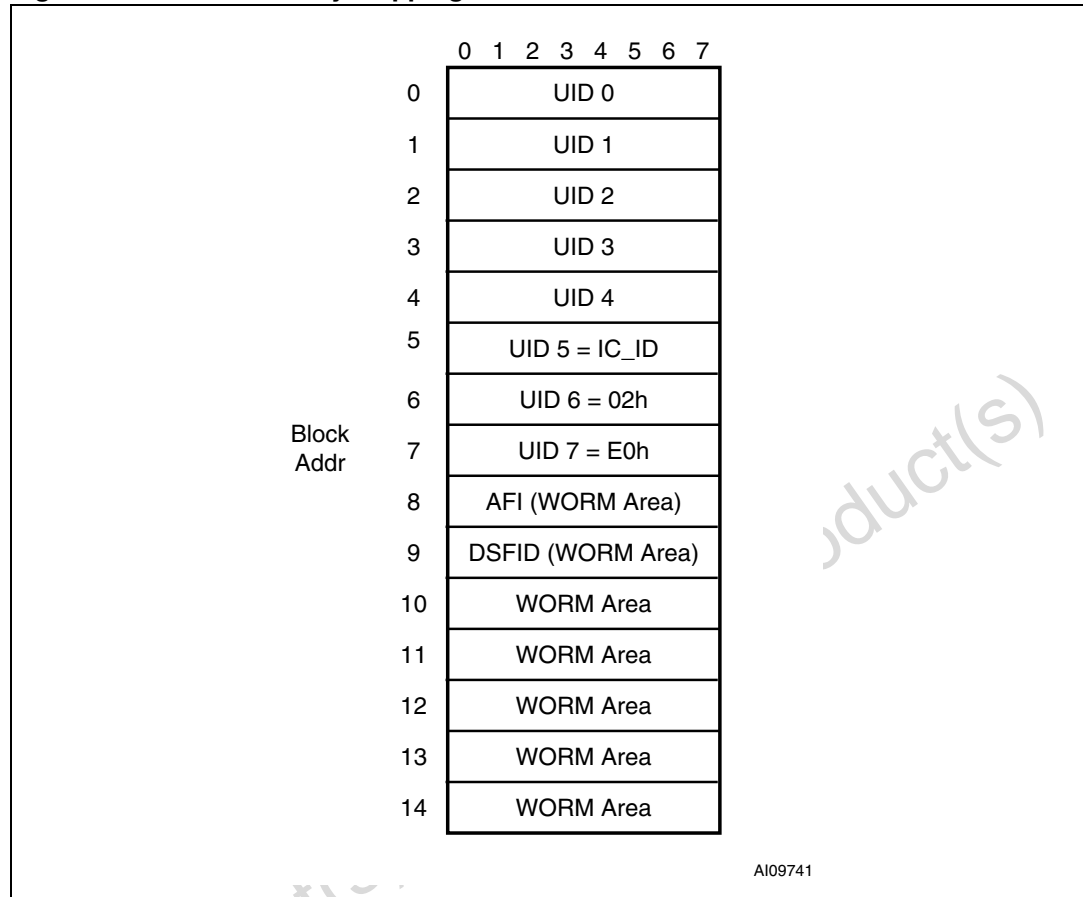 0 1 2 3 4 5 6 7
0 UID 0
1 UID 1
2 UID 2
3 UID 3
4 UID 4
5 UID 5 = IC_ID
6 UID 6 = 02h
Block Addr
7 UID 7 = E0h
8 AFI (WORM Area)
9 DSFID (WORM Area)
10 WORM Area
11 WORM Area
12 WORM Area
13 WORM Area
14 WORM Area
AI09741